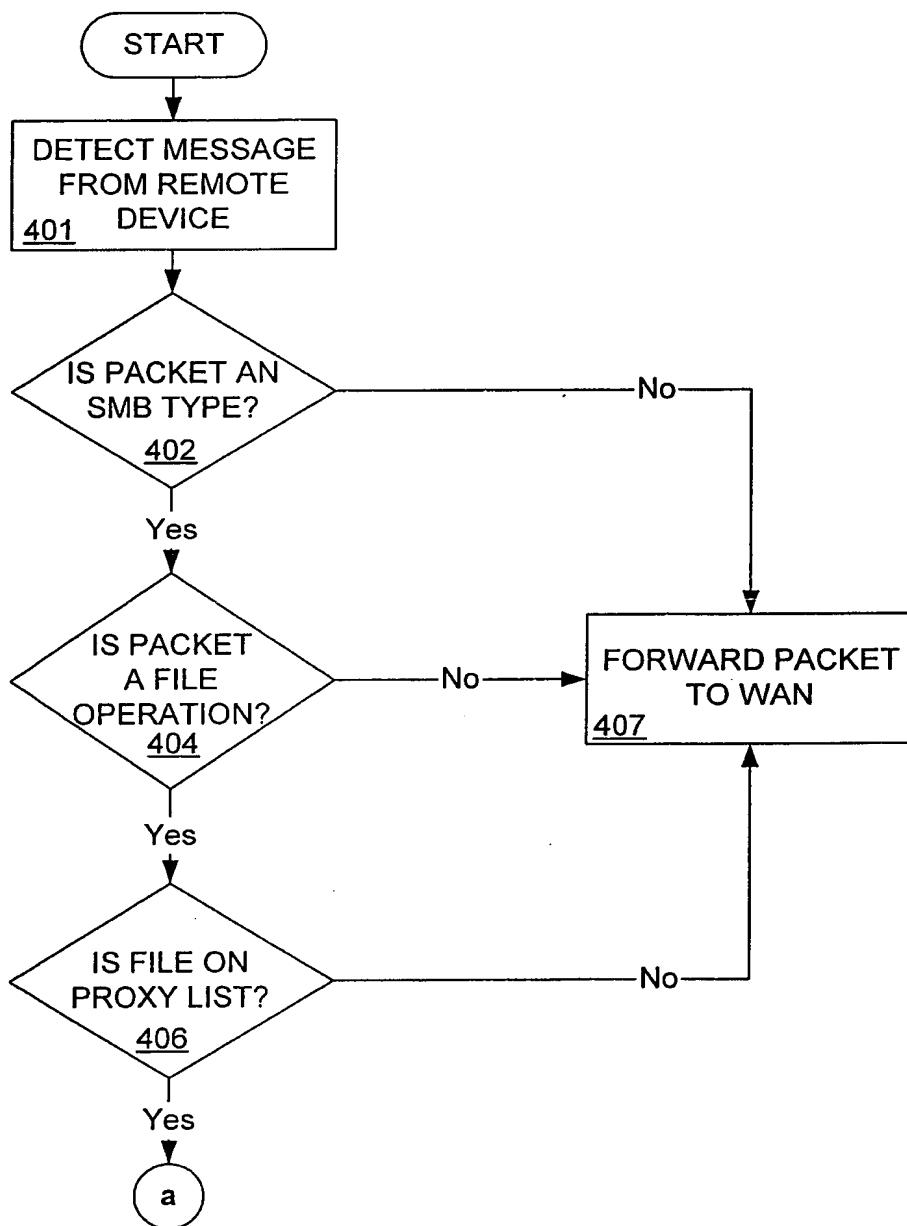 START
DETECT MESSAGE
FROM REMOTE
DEVICE
401
IS PACKET AN
SMB TYPE?
402
No
Yes
IS PACKET
A FILE
OPERATION?
404
No
FORWARD PACKET
TO WAN
407
Yes
IS FILE ON
PROXY LIST?
406
No
Yes
a